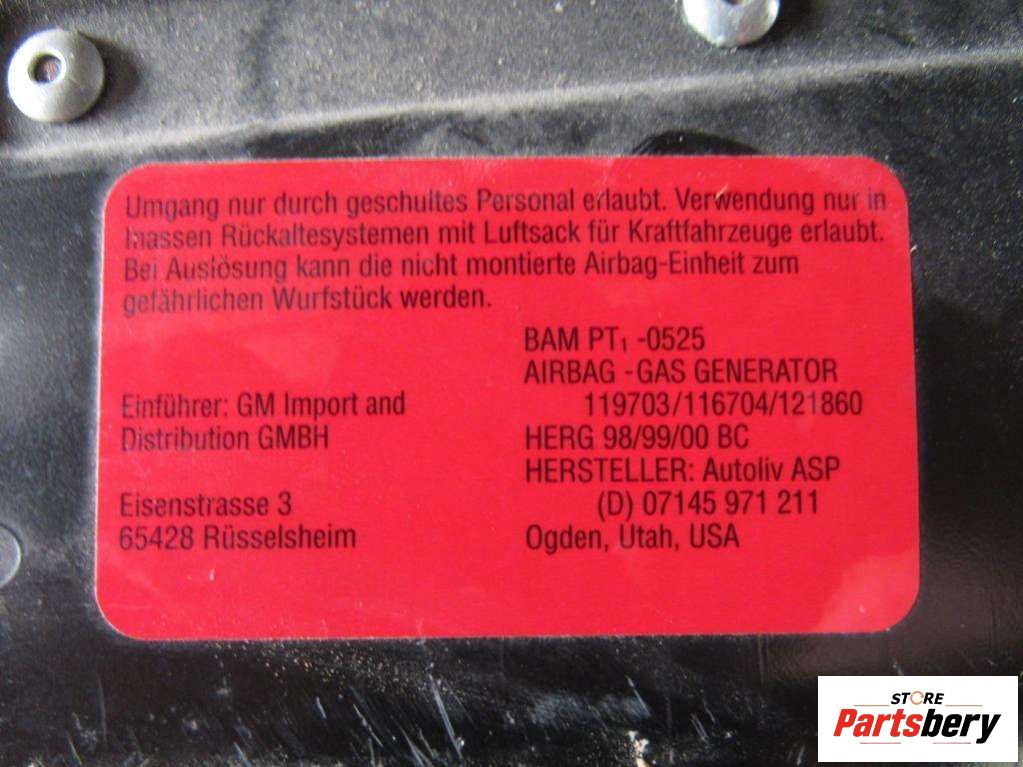 Umgang nur durch geschultes Personal erlaubt. Verwendung nur in
Inassen Rückaltesystemen mit Luftsack für Kraftfahrzeuge erlaubt.
Bei Auslösung kann die nicht montierte Airbag-Einheit zum
gefährlichen Wurfstück werden.
BAM PT₁ -0525
AIRBAG - GAS GENERATOR
119703/116704/121860
HERG 98/99/00 BC
HERSTELLER: Autoliv ASP
(D) 07145 971 211
Ogden, Utah, USA
Einführer: GM Import and
Distribution GMBH
Eisenstrasse 3
65428 Rüsselsheim
STORE
Partsbery